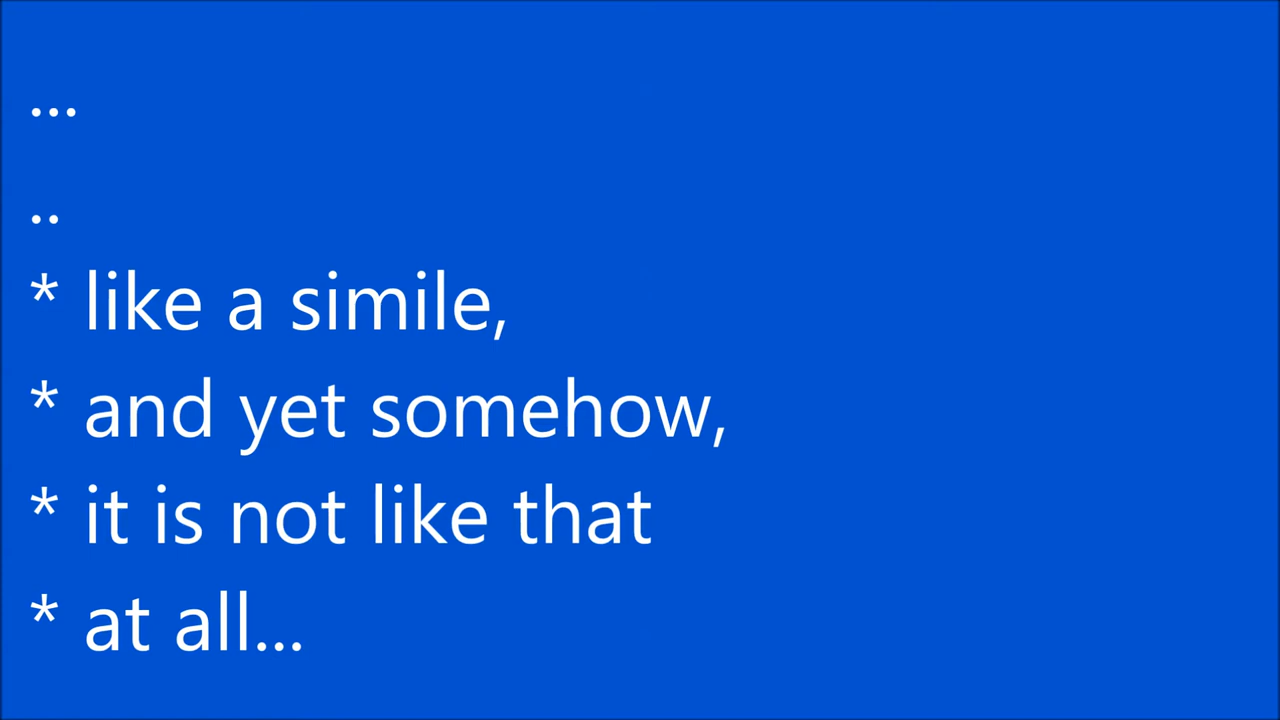 ...
..
* like a simile,
* and yet somehow,
* it is not like that
* at all...